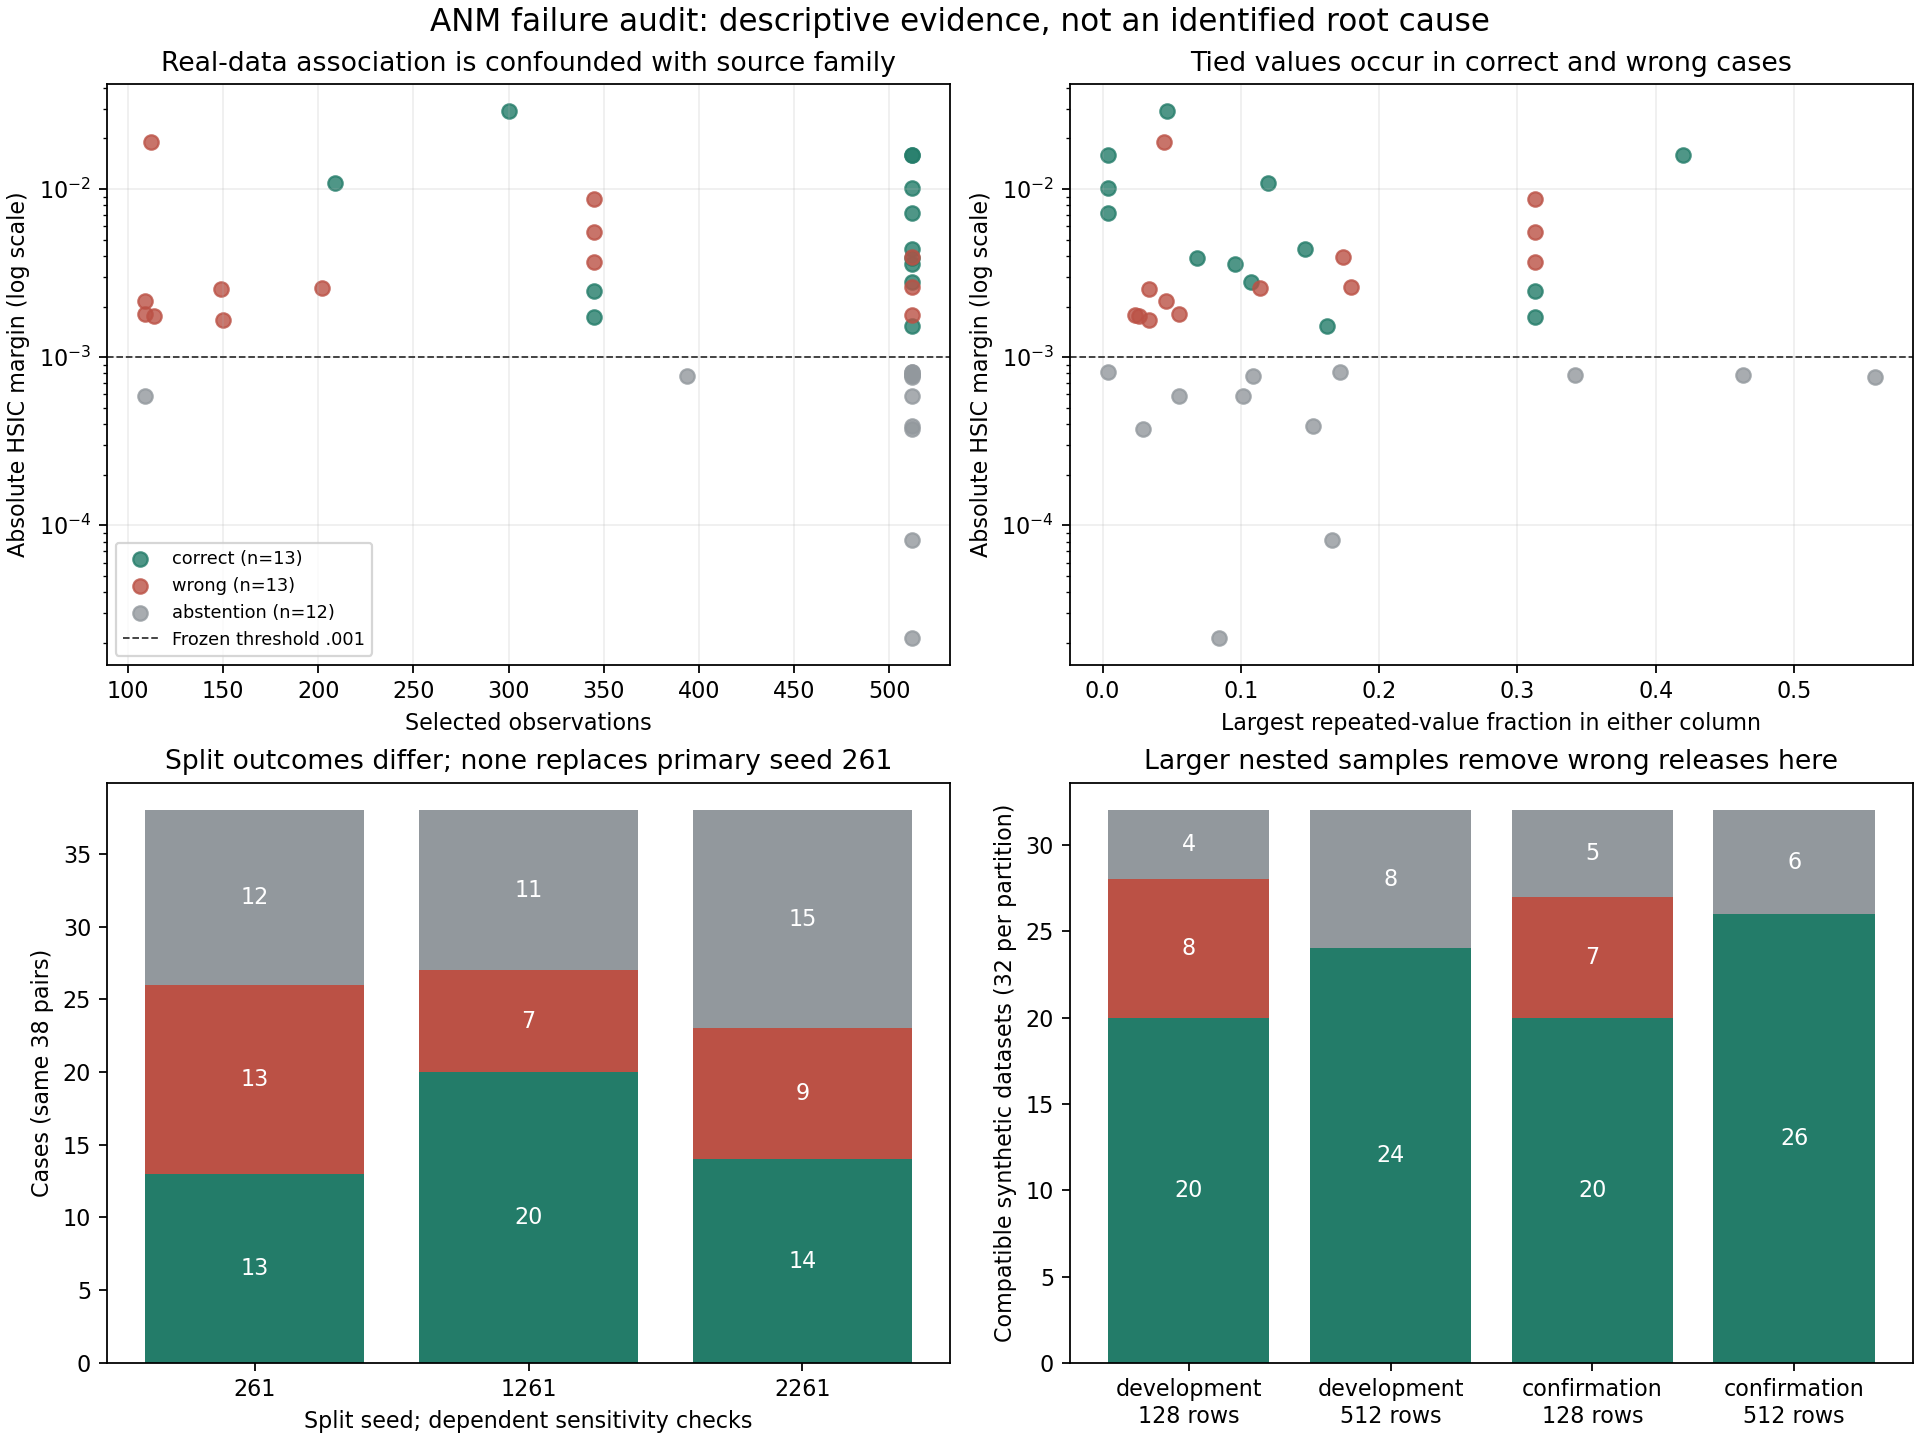 ANM failure audit: descriptive evidence, not an identified root cause
Real-data association is confounded with source family
Absolute HSIC margin (log scale)
10⁻²
10⁻³
10⁻⁴
correct (n=13)
wrong (n=13)
abstention (n=12)
Frozen threshold .001
100 150 200 250 300 350 400 450 500
Selected observations
Tied values occur in correct and wrong cases
Absolute HSIC margin (log scale)
10⁻²
10⁻³
10⁻⁴
0.0 0.1 0.2 0.3 0.4 0.5
Largest repeated-value fraction in either column
Split outcomes differ; none replaces primary seed 261
Cases (same 38 pairs)
35
30
25
20
15
10
5
0
12 11 15
13 7 9
13 20 14
261 1261 2261
Split seed; dependent sensitivity checks
Larger nested samples remove wrong releases here
Compatible synthetic datasets (32 per partition)
30
25
20
15
10
5
0
4 8 5 6
8 7
20 24 20 26
development development confirmation confirmation
128 rows 512 rows 128 rows 512 rows